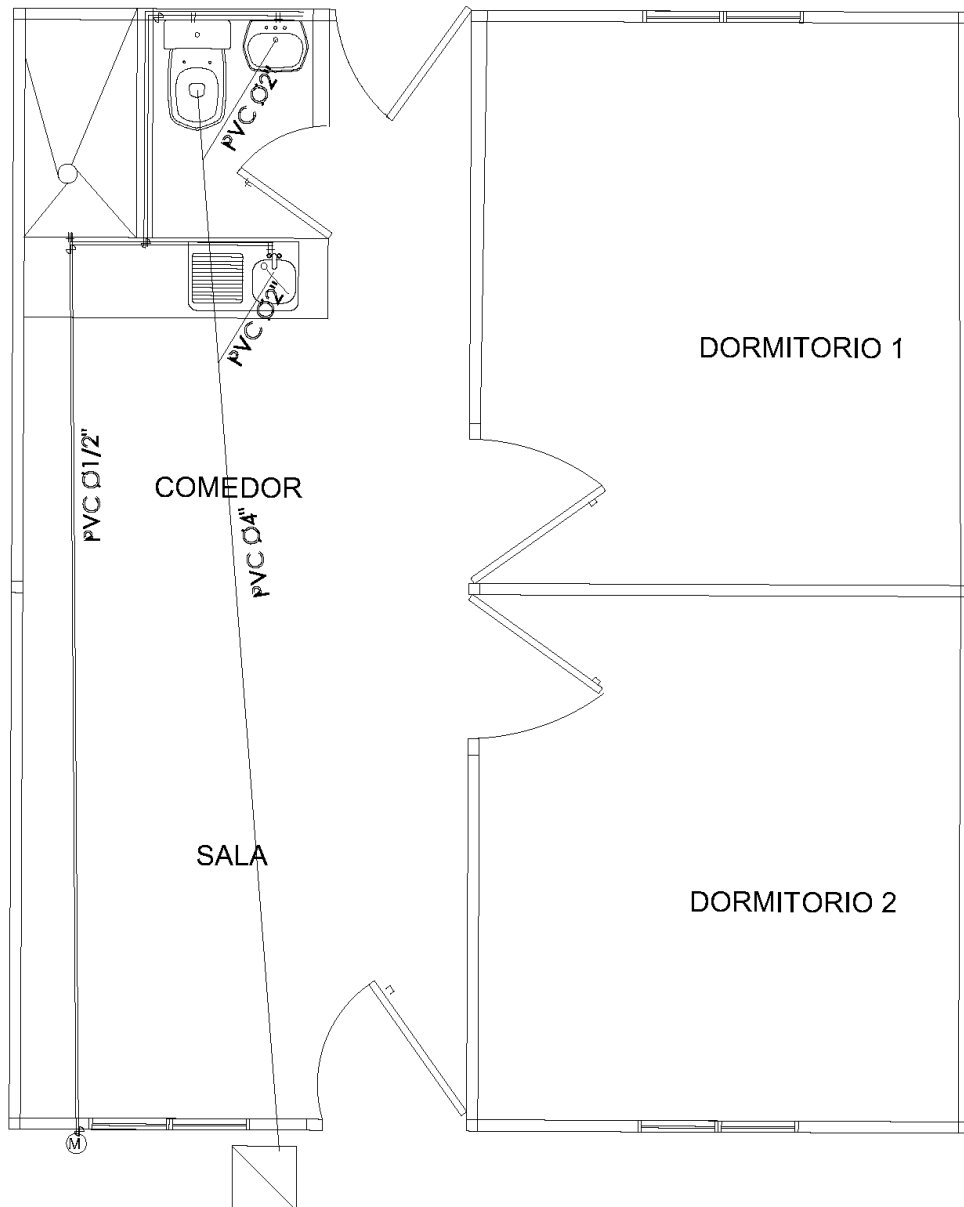 PVC Ø2"
PVC Ø2"
DORMITORIO 1
PVC Ø1/2"
COMEDOR
PVC Ø4"
SALA
DORMITORIO 2
M